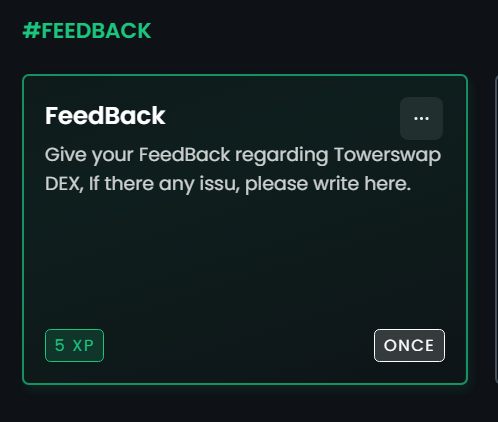 #FEEDBACK
FeedBack
...
Give your FeedBack regarding Towerswap
DEX, If there any issu, please write here.
5 XP
ONCE